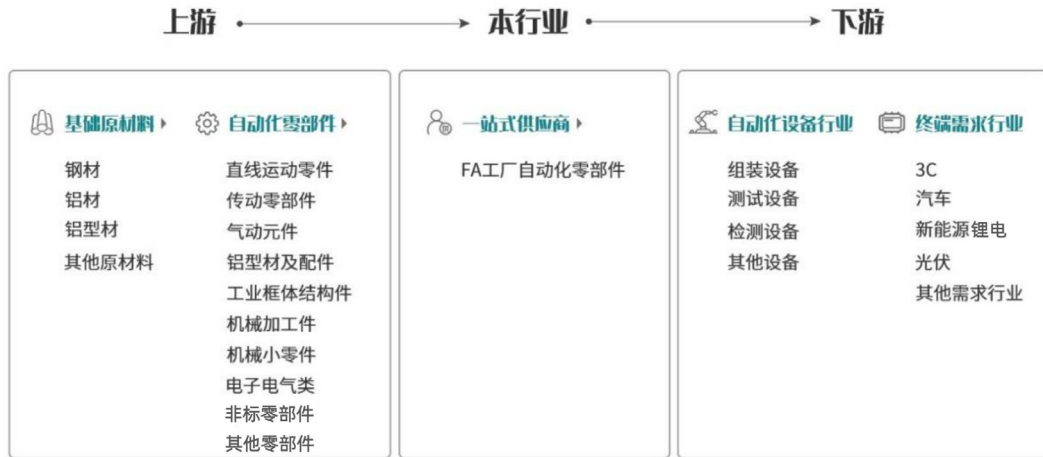 上游
本行业
下游
基础原材料
钢材
铝材
铝型材
其他原材料
自动化零部件
直线运动零件
传动零部件
气动元件
铝型材及配件
工业框体结构件
机械加工件
机械小零件
电子电气类
非标零部件
其他零部件
一站式供应商
FA工厂自动化零部件
自动化设备行业
组装设备
测试设备
检测设备
其他设备
终端需求行业
3C
汽车
新能源锂电
光伏
其他需求行业